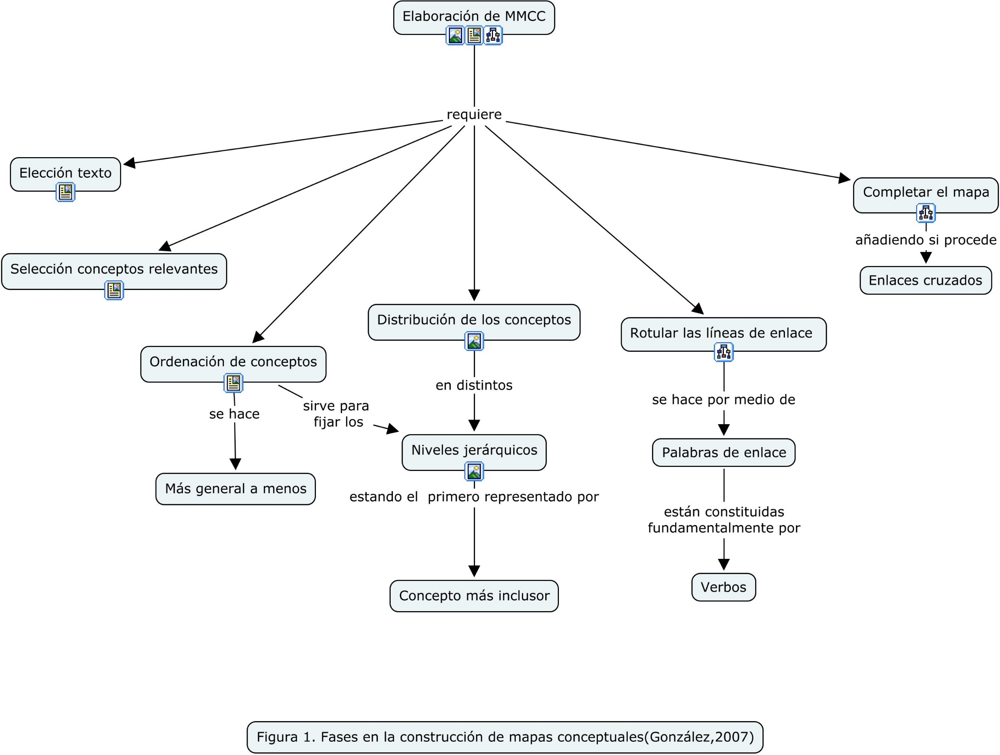 Elaboración de MMCC
requiere
Elección texto
Completar el mapa
añadiendo si procede
Enlaces cruzados
Selección conceptos relevantes
Distribución de los conceptos
Rotular las líneas de enlace
Ordenación de conceptos
en distintos
se hace por medio de
se hace
sirve para
fijar los
Niveles jerárquicos
Palabras de enlace
Más general a menos
estando el  primero representado por
están constituidas
fundamentalmente por
Concepto más inclusor
Verbos
Figura 1. Fases en la construcción de mapas conceptuales(González,2007)